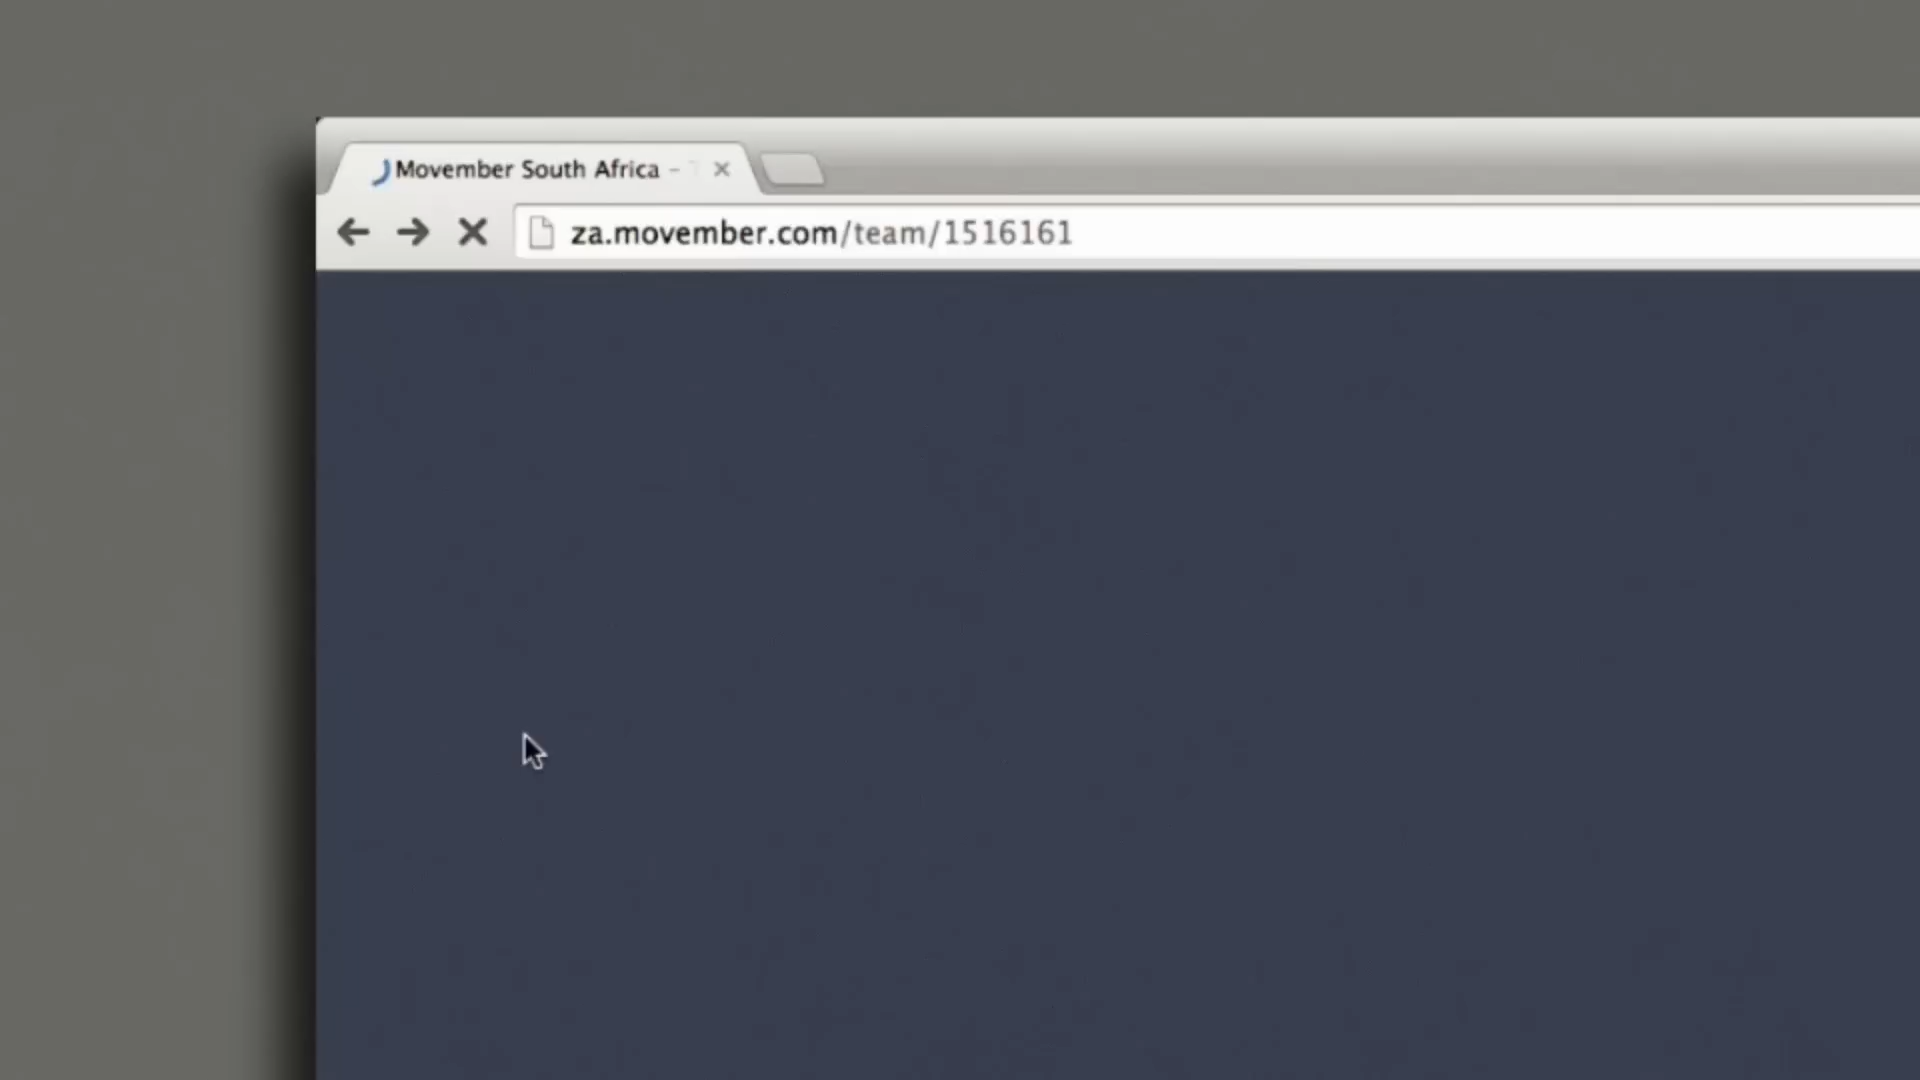 Movember South Africa –
za.movember.com/team/1516161